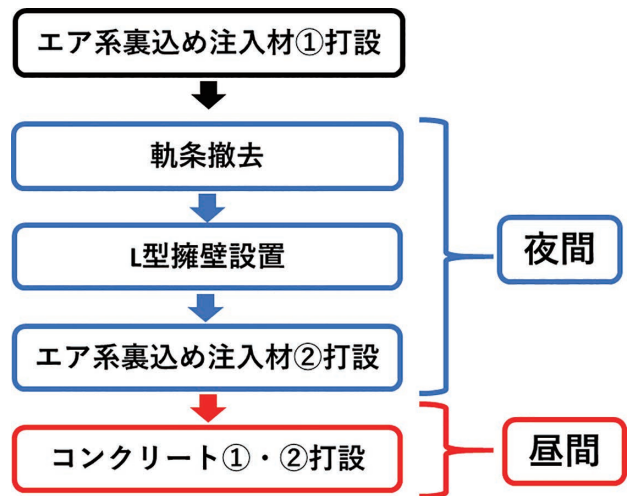 エア系裏込め注入材①打設
軌条撤去
L型擁壁設置
エア系裏込め注入材②打設
コンクリート①・②打設
夜間
昼間